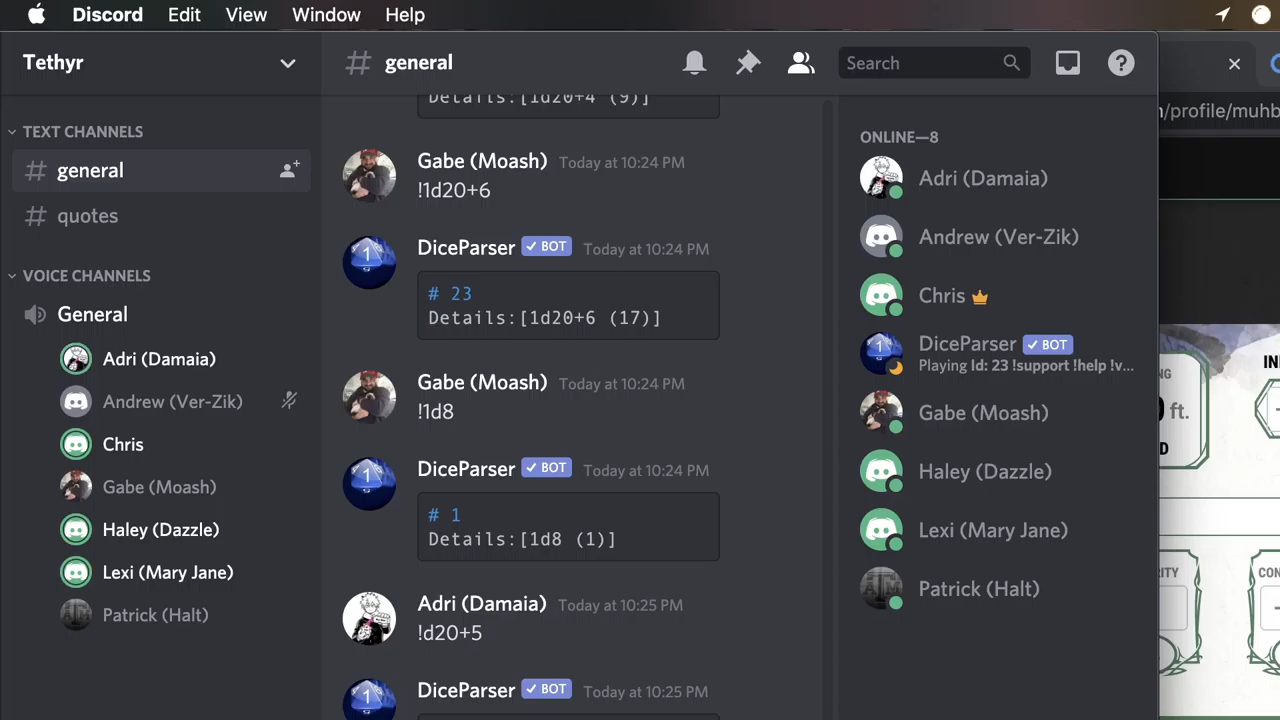 Discord Edit View Window Help
Tethyr
TEXT CHANNELS
general
quotes
VOICE CHANNELS
General
Adri (Damaia)
Andrew (Ver-Zik)
Chris
Gabe (Moash)
Haley (Dazzle)
Lexi (Mary Jane)
Patrick (Halt)
# general
Search
Details:[1d20+4 (9)]
Gabe (Moash) Today at 10:24 PM
!1d20+6
DiceParser ✓ BOT Today at 10:24 PM
# 23
Details:[1d20+6 (17)]
Gabe (Moash) Today at 10:24 PM
!1d8
DiceParser ✓ BOT Today at 10:24 PM
# 1
Details:[1d8 (1)]
Adri (Damaia) Today at 10:25 PM
!d20+5
DiceParser ✓ BOT Today at 10:25 PM
ONLINE—8
Adri (Damaia)
Andrew (Ver-Zik)
Chris
DiceParser ✓ BOT
Playing Id: 23 !support !help !v...
Gabe (Moash)
Haley (Dazzle)
Lexi (Mary Jane)
Patrick (Halt)
/profile/muhb
ft.